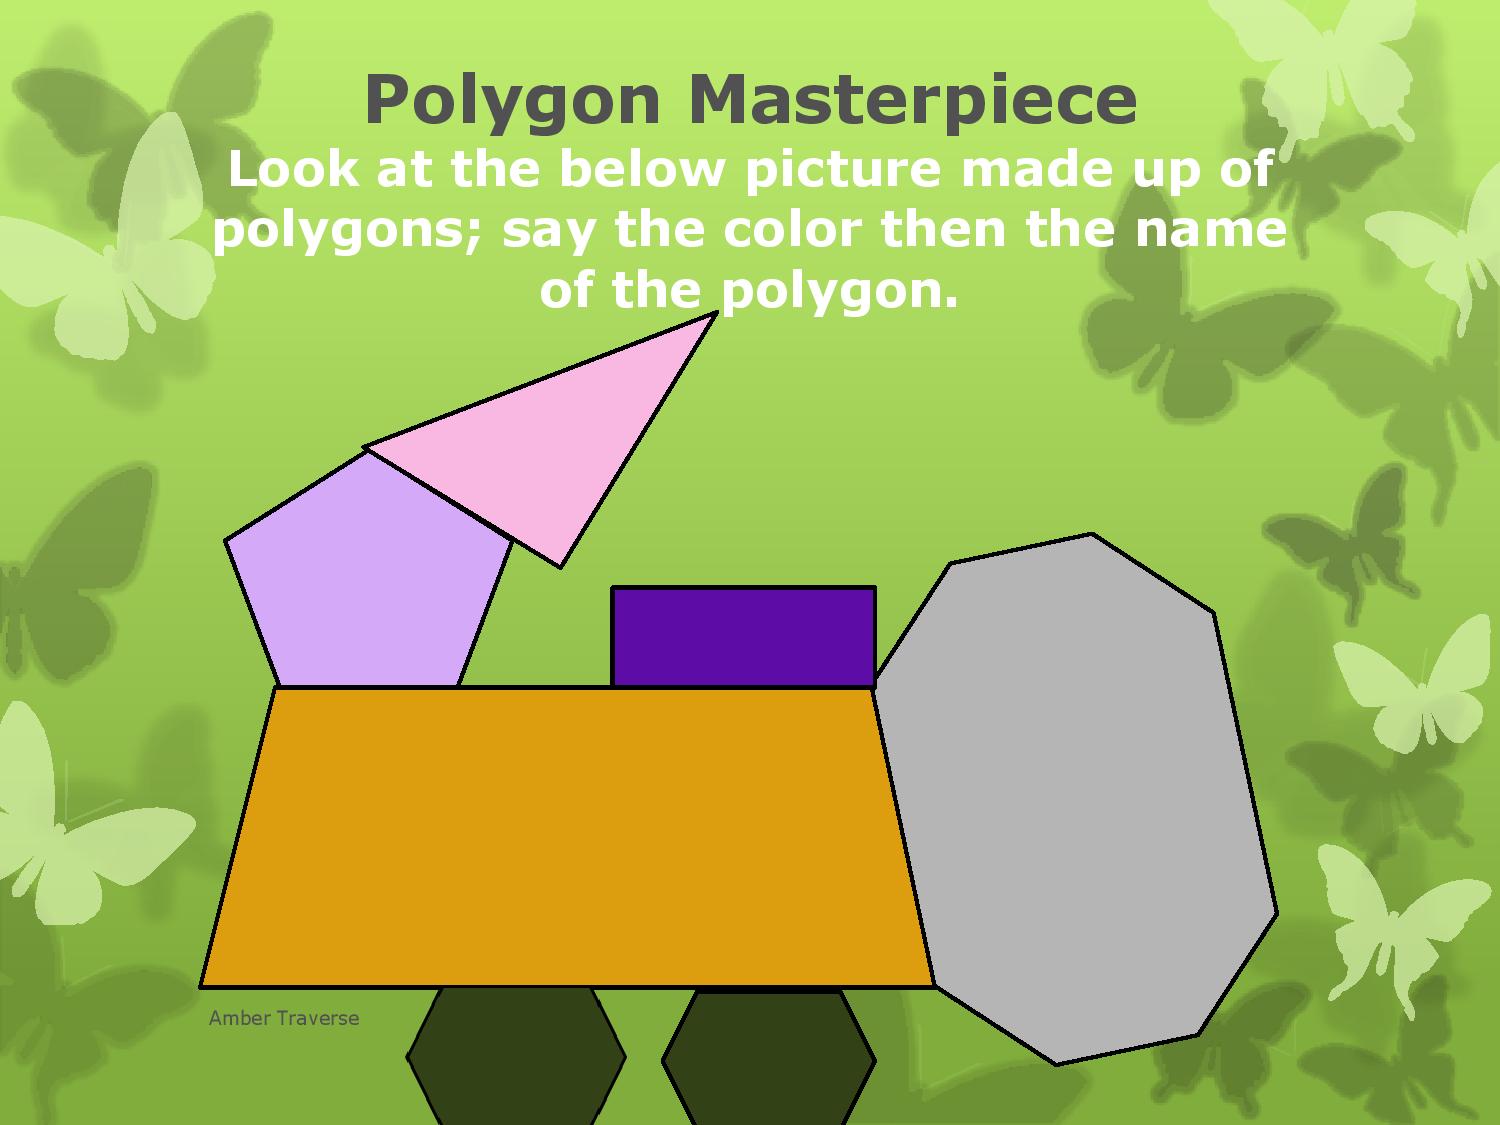 Polygon Masterpiece
Look at the below picture made up of
polygons; say the color then the name
of the polygon.
Amber Traverse